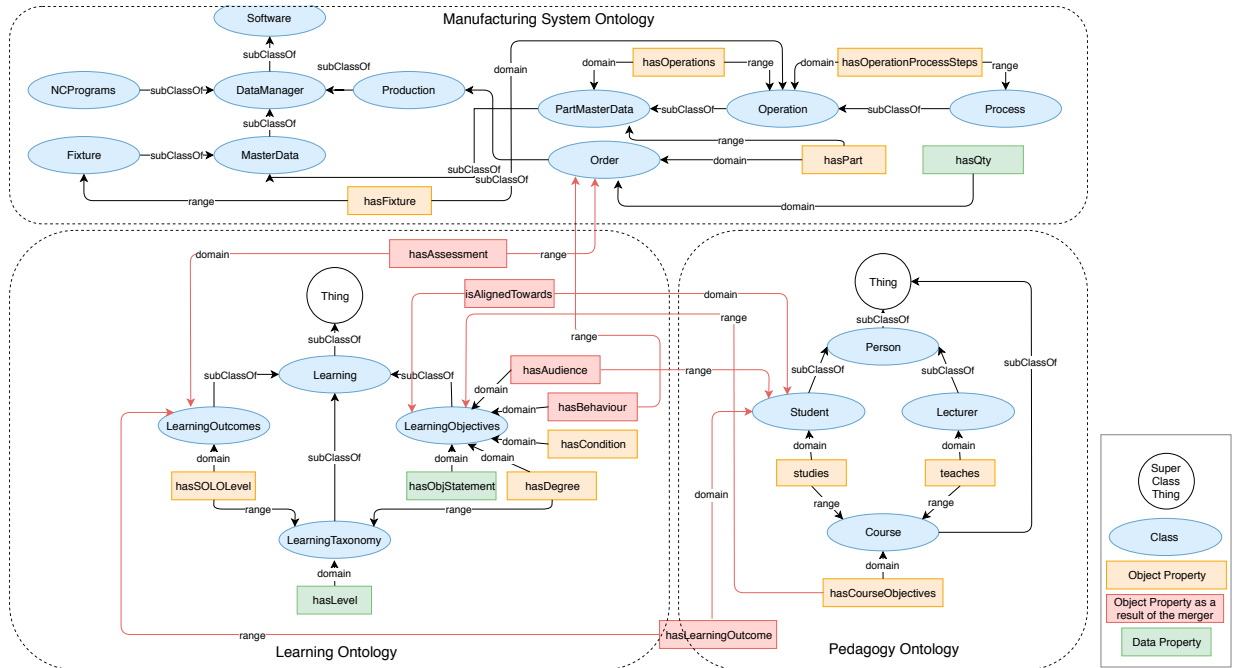 Manufacturing System Ontology
Software
subClassOf
domain
hasOperations
domain
range
hasOperationProcessSteps
domain
range
NCPrograms
subClassOf
DataManager
subClassOf
Production
PartMasterData
subClassOf
Operation
subClassOf
Process
subClassOf
range
Fixture
subClassOf
MasterData
Order
domain
hasPart
hasQty
subClassOf
subClassOf
range
hasFixture
domain
domain
hasAssessment
range
Thing
isAlignedTowards
domain
Thing
range
subClassOf
range
subClassOf
Person
Learning
subClassOf
subClassOf
hasAudience
range
subClassOf
subClassOf
subClassOf
domain
hasBehaviour
domain
LearningOutcomes
LearningObjectives
Student
Lecturer
domain
hasCondition
domain
domain
domain
domain
domain
subClassOf
hasSOLOLevel
hasObjStatement
hasDegree
studies
teaches
domain
range
range
range
range
LearningTaxonomy
Course
domain
domain
hasLevel
hasCourseObjectives
range
hasLearningOutcome
Learning Ontology
Pedagogy Ontology
Super
Class
Thing
Class
Object Property
Object Property as a
result of the merger
Data Property